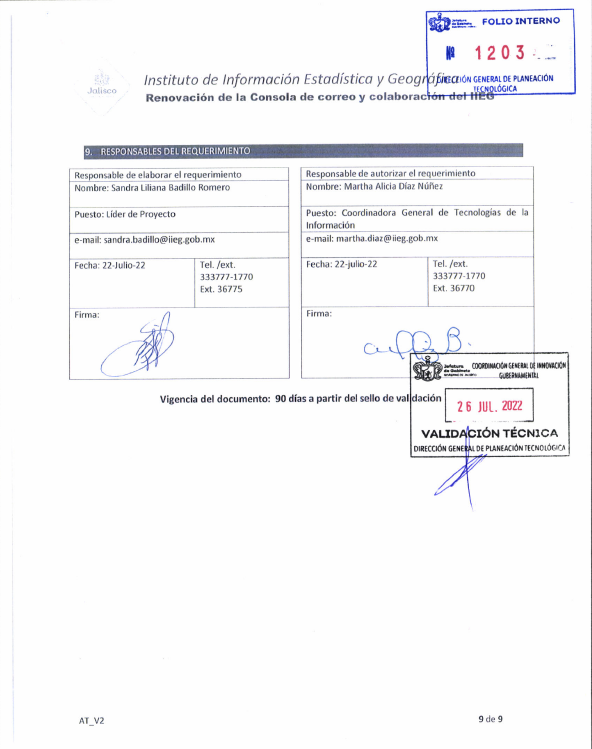 Jefatura de Gabinete
FOLIO INTERNO
Nº 1203
DIRECCIÓN GENERAL DE PLANEACIÓN
TECNOLÓGICA
Jalisco
Instituto de Información Estadística y Geográfica
Renovación de la Consola de correo y colaboración del IIEG
9. RESPONSABLES DEL REQUERIMIENTO
Responsable de elaborar el requerimiento
Nombre: Sandra Liliana Badillo Romero
Puesto: Líder de Proyecto
e-mail: sandra.badillo@iieg.gob.mx
Fecha: 22-Julio-22
Tel. /ext.
333777-1770
Ext. 36775
Firma:
Responsable de autorizar el requerimiento
Nombre: Martha Alicia Díaz Núñez
Puesto: Coordinadora General de Tecnologías de la
Información
e-mail: martha.diaz@iieg.gob.mx
Fecha: 22-julio-22
Tel. /ext.
333777-1770
Ext. 36770
Firma:
Jefatura de Gabinete
COORDINACIÓN GENERAL DE INNOVACIÓN
GUBERNAMENTAL
Vigencia del documento: 90 días a partir del sello de validación
26 JUL. 2022
VALIDACIÓN TÉCNICA
DIRECCIÓN GENERAL DE PLANEACIÓN TECNOLÓGICA
AT_V2
9 de 9